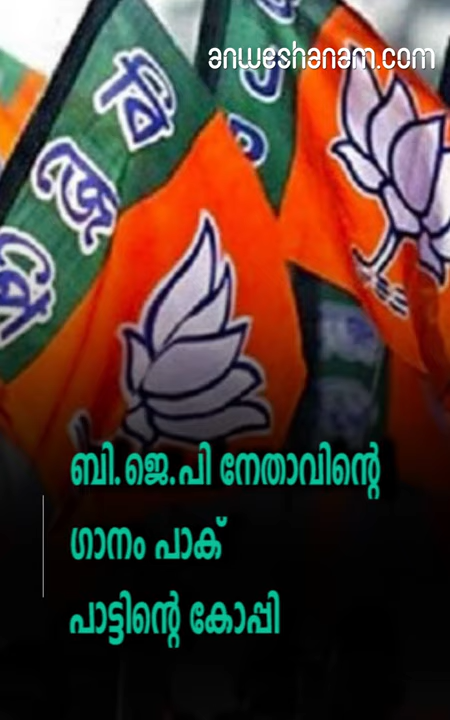 anweshanam.com
বি
জে
পি
ബി.ജെ.പി നേതാവിന്റെ
ഗാനം പാക്
പാട്ടിന്റെ കോപ്പി